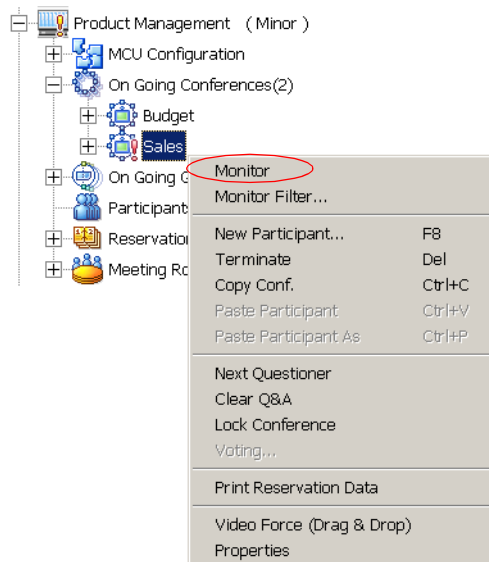 Product Management ( Minor )
MCU Configuration
On Going Conferences(2)
Budget
Sales
On Going
Participant
Reservation
Meeting Ro
Monitor
Monitor Filter...
New Participant... F8
Terminate Del
Copy Conf. Ctrl+C
Paste Participant Ctrl+V
Paste Participant As Ctrl+P
Next Questioner
Clear Q&A
Lock Conference
Voting...
Print Reservation Data
Video Force (Drag & Drop)
Properties